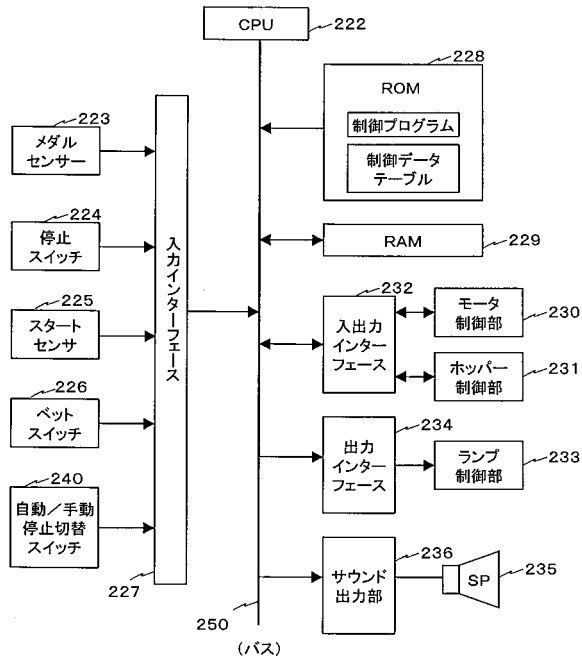 CPU
222
228
ROM
制御プログラム
制御データ
テーブル
223
メダル
センサー
224
停止
スイッチ
225
スタート
センサ
226
ベット
スイッチ
240
自動／手動
停止切替
スイッチ
入力インターフェース
227
RAM
229
232
入出力
インター
フェース
モータ
制御部
230
ホッパー
制御部
231
234
出力
インター
フェース
ランプ
制御部
233
236
サウンド
出力部
SP
235
250
(バス)